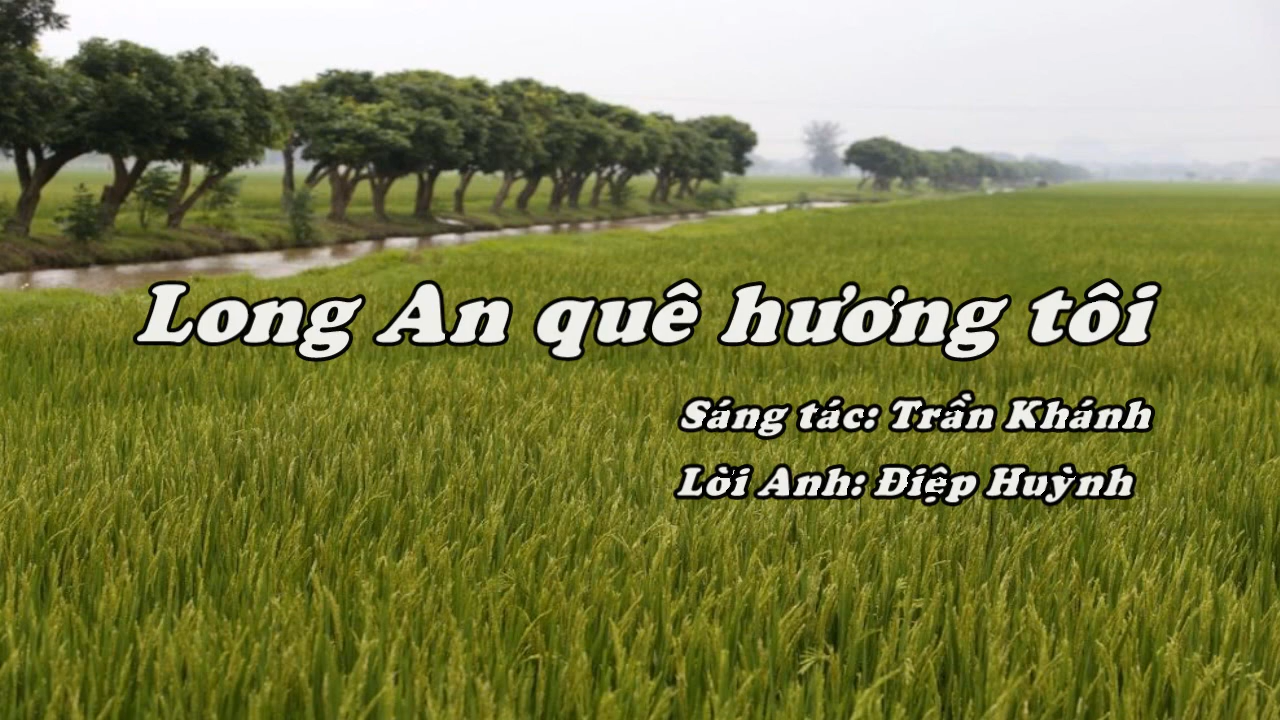 Long An quê hương tôi
Sáng tác: Trần Khánh
Lời Anh: Điệp Huỳnh